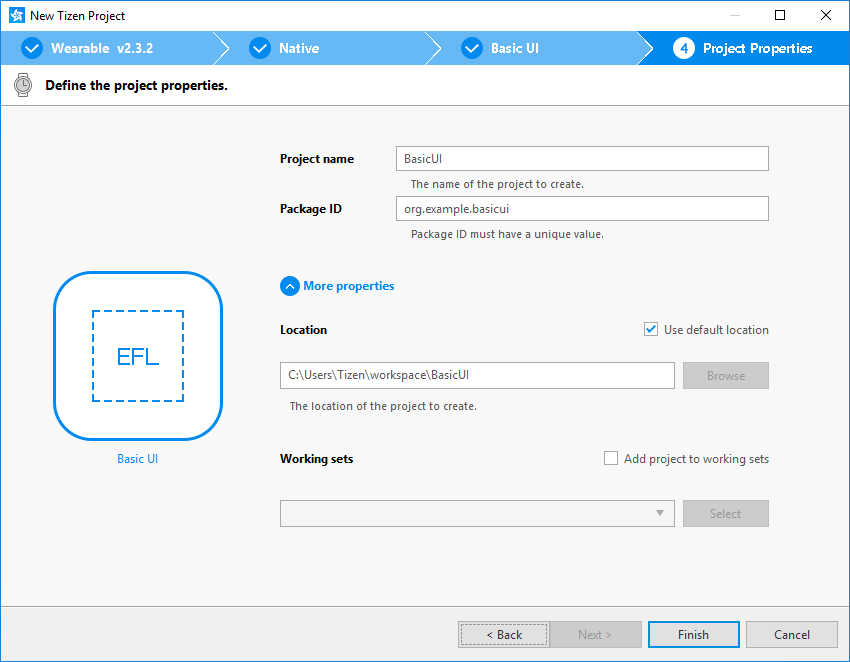 New Tizen Project
Wearable v2.3.2
Native
Basic UI
4 Project Properties
Define the project properties.
Project name
BasicUI
The name of the project to create.
Package ID
org.example.basicui
Package ID must have a unique value.
More properties
Location
Use default location
C:\Users\Tizen\workspace\BasicUI
Browse
The location of the project to create.
EFL
Basic UI
Working sets
Add project to working sets
Select
< Back
Next >
Finish
Cancel